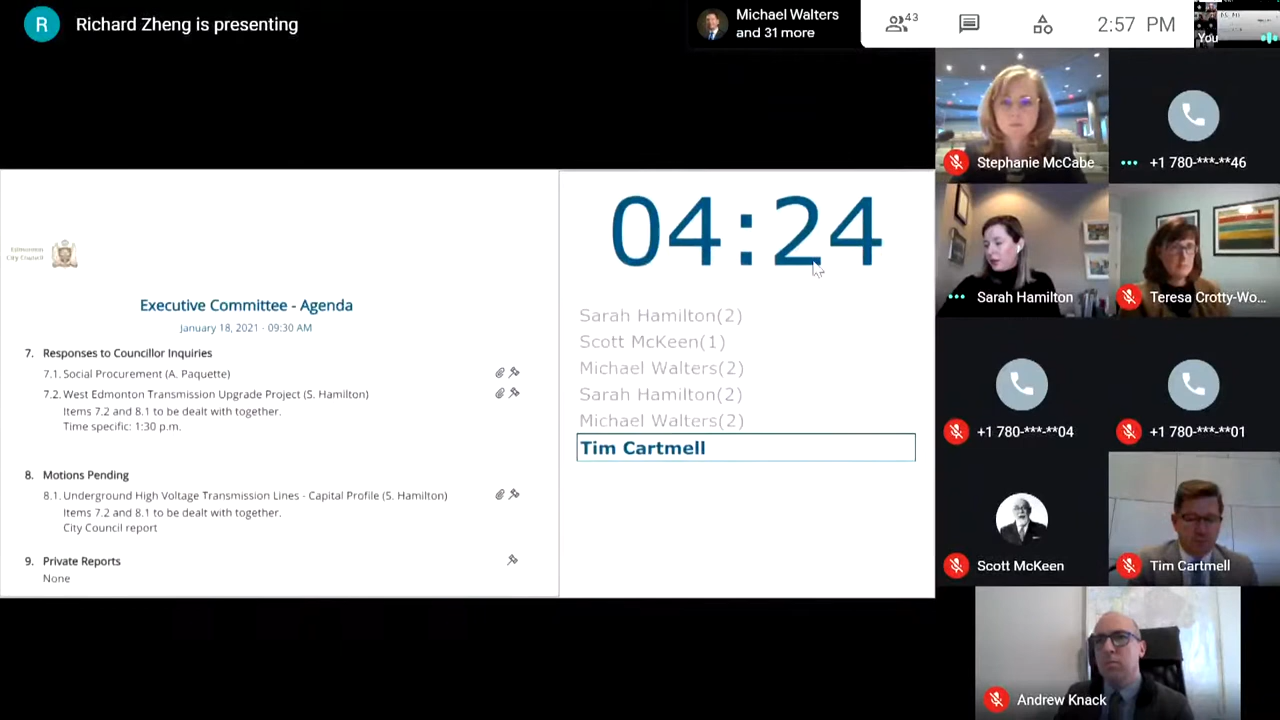 R
Richard Zheng is presenting
Michael Walters
and 31 more
43
2:57 PM
You
Stephanie McCabe
+1 780-***-**46
Sarah Hamilton
Teresa Crotty-Wo...
+1 780-***-**04
+1 780-***-**01
Scott McKeen
Tim Cartmell
Andrew Knack
Edmonton
City Council
Executive Committee - Agenda
January 18, 2021 - 09:30 AM
7. Responses to Councillor Inquiries
7.1. Social Procurement (A. Paquette)
7.2. West Edmonton Transmission Upgrade Project (S. Hamilton)
Items 7.2 and 8.1 to be dealt with together.
Time specific: 1:30 p.m.
8. Motions Pending
8.1. Underground High Voltage Transmission Lines - Capital Profile (S. Hamilton)
Items 7.2 and 8.1 to be dealt with together.
City Council report
9. Private Reports
None
04:24
Sarah Hamilton(2)
Scott McKeen(1)
Michael Walters(2)
Sarah Hamilton(2)
Michael Walters(2)
Tim Cartmell